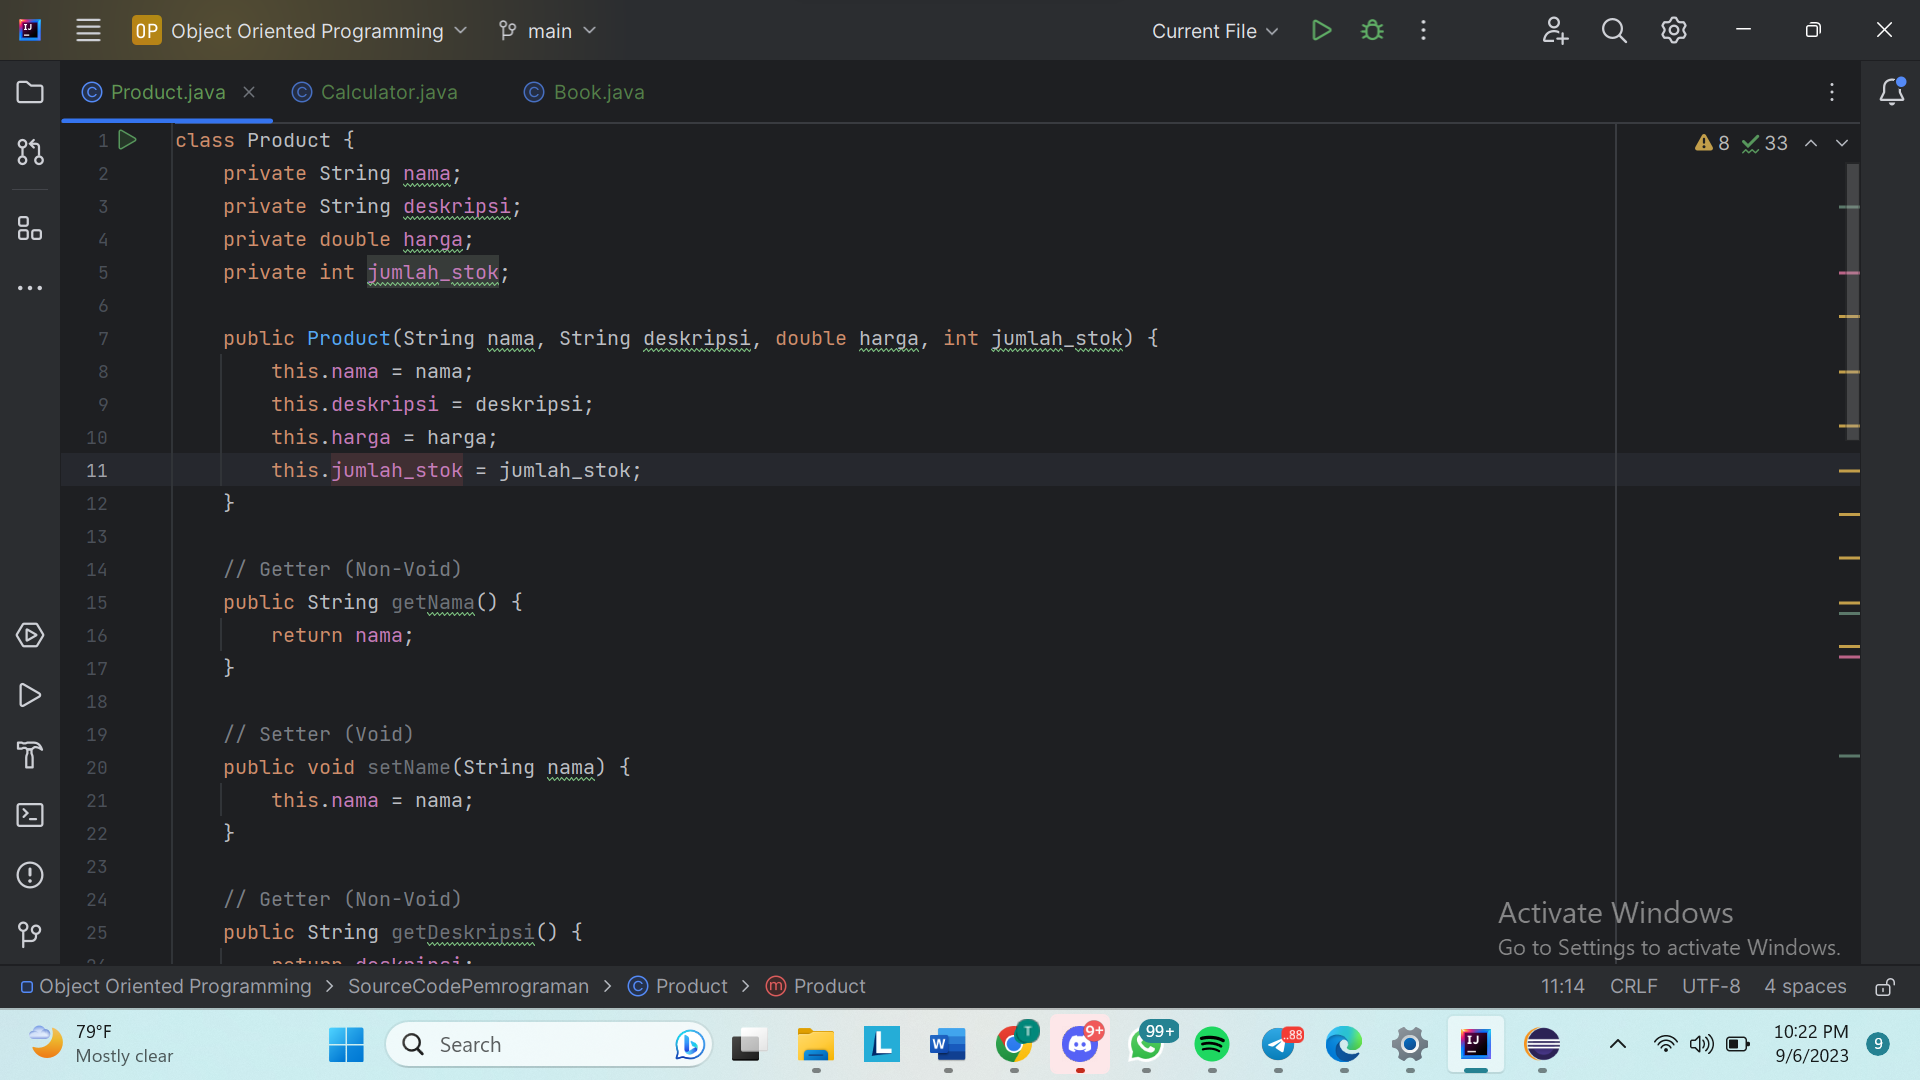 OP Object Oriented Programming main Current File
Product.java Calculator.java Book.java
8 33
1 class Product {
2 private String nama;
3 private String deskripsi;
4 private double harga;
5 private int jumlah_stok;
6
7 public Product(String nama, String deskripsi, double harga, int jumlah_stok) {
8 this.nama = nama;
9 this.deskripsi = deskripsi;
10 this.harga = harga;
11 this.jumlah_stok = jumlah_stok;
12 }
13
14 // Getter (Non-Void)
15 public String getNama() {
16 return nama;
17 }
18
19 // Setter (Void)
20 public void setName(String nama) {
21 this.nama = nama;
22 }
23
24 // Getter (Non-Void)
25 public String getDeskripsi() {
26 return deskripsi;
Activate Windows
Go to Settings to activate Windows.
Object Oriented Programming > SourceCodePemrograman > Product > Product 11:14 CRLF UTF-8 4 spaces
79°F
Mostly clear
Search
T
9+
99+
..88
10:22 PM
9/6/2023
9